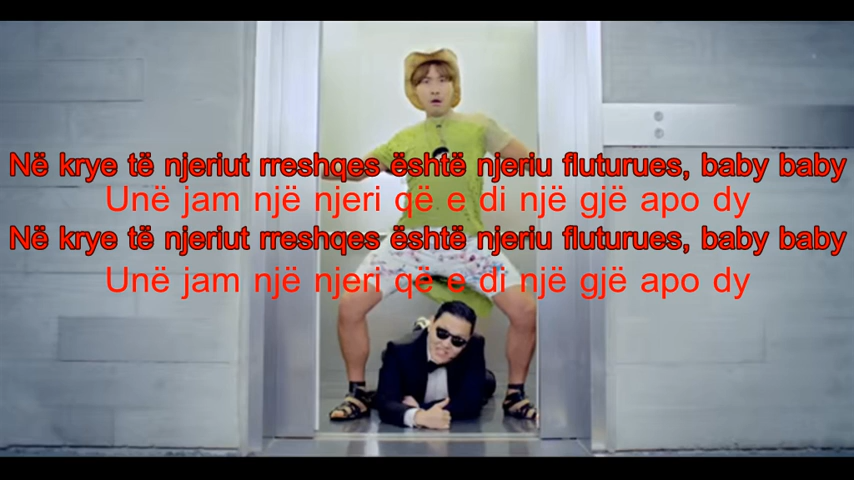 Në krye të njeriut rreshqes është njeriu fluturues, baby baby
Unë jam një njeri që e di një gjë apo dy
Në krye të njeriut rreshqes është njeriu fluturues, baby baby
Unë jam një njeri që e di një gjë apo dy